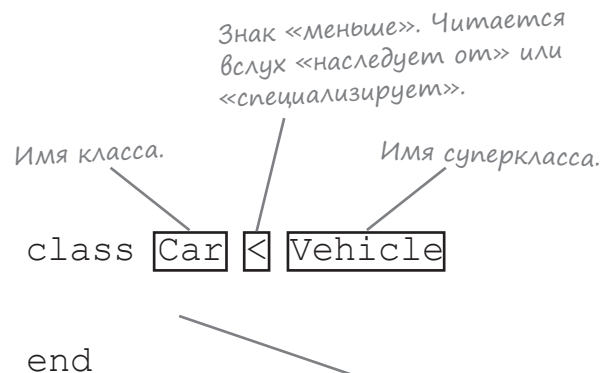 Знак «меньше». Читается
вслух «наследует от» или
«специализирует».
Имя класса.
Имя суперкласса.
class Car < Vehicle
end